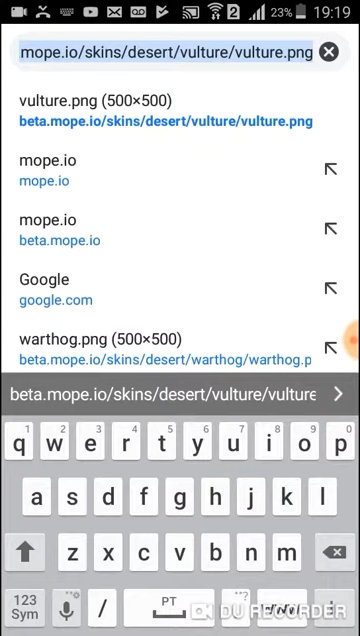 2 23% 19:19
mope.io/skins/desert/vulture/vulture.png
vulture.png (500×500)
beta.mope.io/skins/desert/vulture/vulture.png
mope.io
mope.io
mope.io
beta.mope.io
Google
google.com
warthog.png (500×500)
beta.mope.io/skins/desert/warthog/warthog.p
beta.mope.io/skins/desert/vulture/vulture
1 2 3 4 5 6 7 8 9 0
q w e r t y u i o p
a s d f g h j k l
z x c v b n m
123 / PT
Sym
DU RECORDER